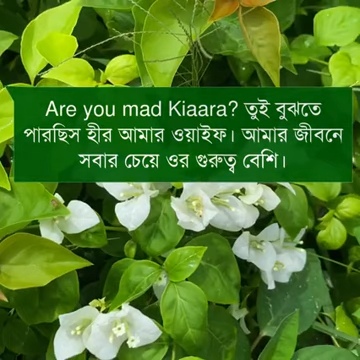 Are you mad Kiaara? তুই বুঝতে
পারছিস হীর আমার ওয়াইফ। আমার জীবনে
সবার চেয়ে ওর গুরুত্ব বেশি।